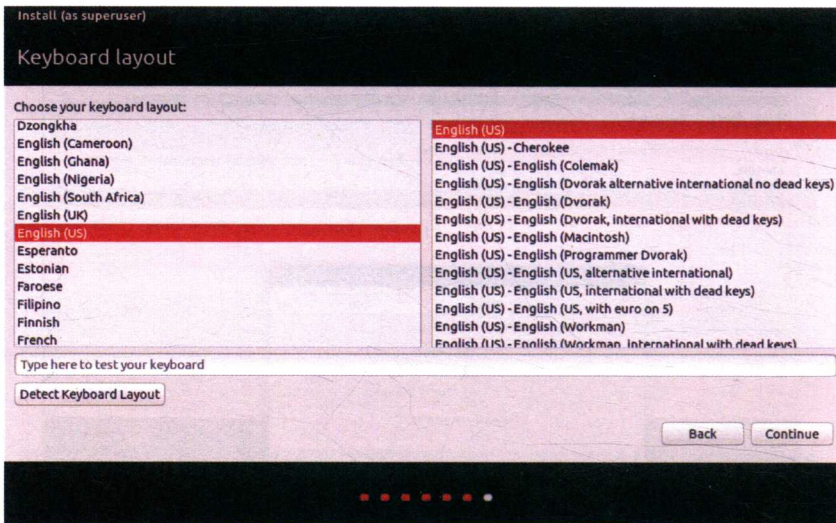 Install (as superuser)
Keyboard layout
Choose your keyboard layout:
Dzongkha
English (Cameroon)
English (Ghana)
English (Nigeria)
English (South Africa)
English (UK)
English (US)
Esperanto
Estonian
Faroese
Filipino
Finnish
French
English (US)
English (US) - Cherokee
English (US) - English (Colemak)
English (US) - English (Dvorak alternative international no dead keys)
English (US) - English (Dvorak)
English (US) - English (Dvorak, international with dead keys)
English (US) - English (Macintosh)
English (US) - English (Programmer Dvorak)
English (US) - English (US, alternative international)
English (US) - English (US, international with dead keys)
English (US) - English (US, with euro on 5)
English (US) - English (Workman)
English (US) - English (Workman, international with dead keys)
Type here to test your keyboard
Detect Keyboard Layout
Back
Continue